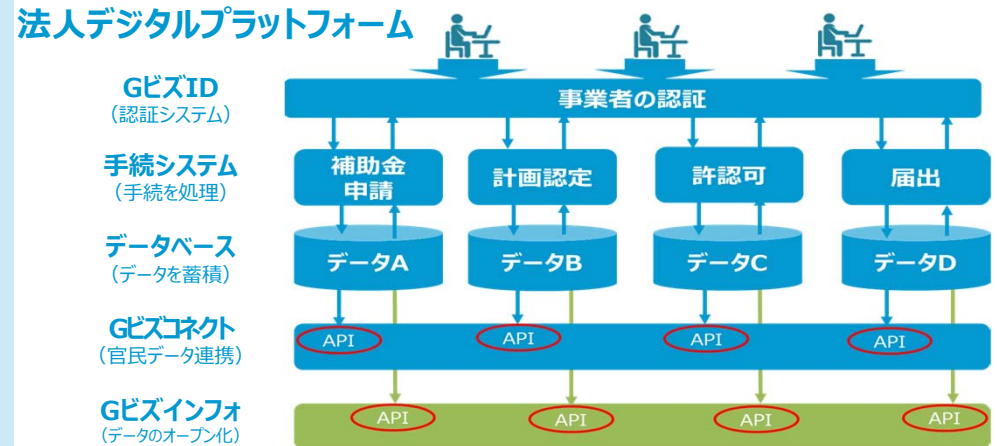 法人デジタルプラットフォーム
GビズID
（認証システム）
事業者の認証
手続システム
（手続を処理）
補助金
申請
計画認定
許認可
届出
データベース
（データを蓄積）
データA
データB
データC
データD
Gビズコネクト
（官民データ連携）
API
API
API
API
Gビズインフォ
（データのオープン化）
API
API
API
API